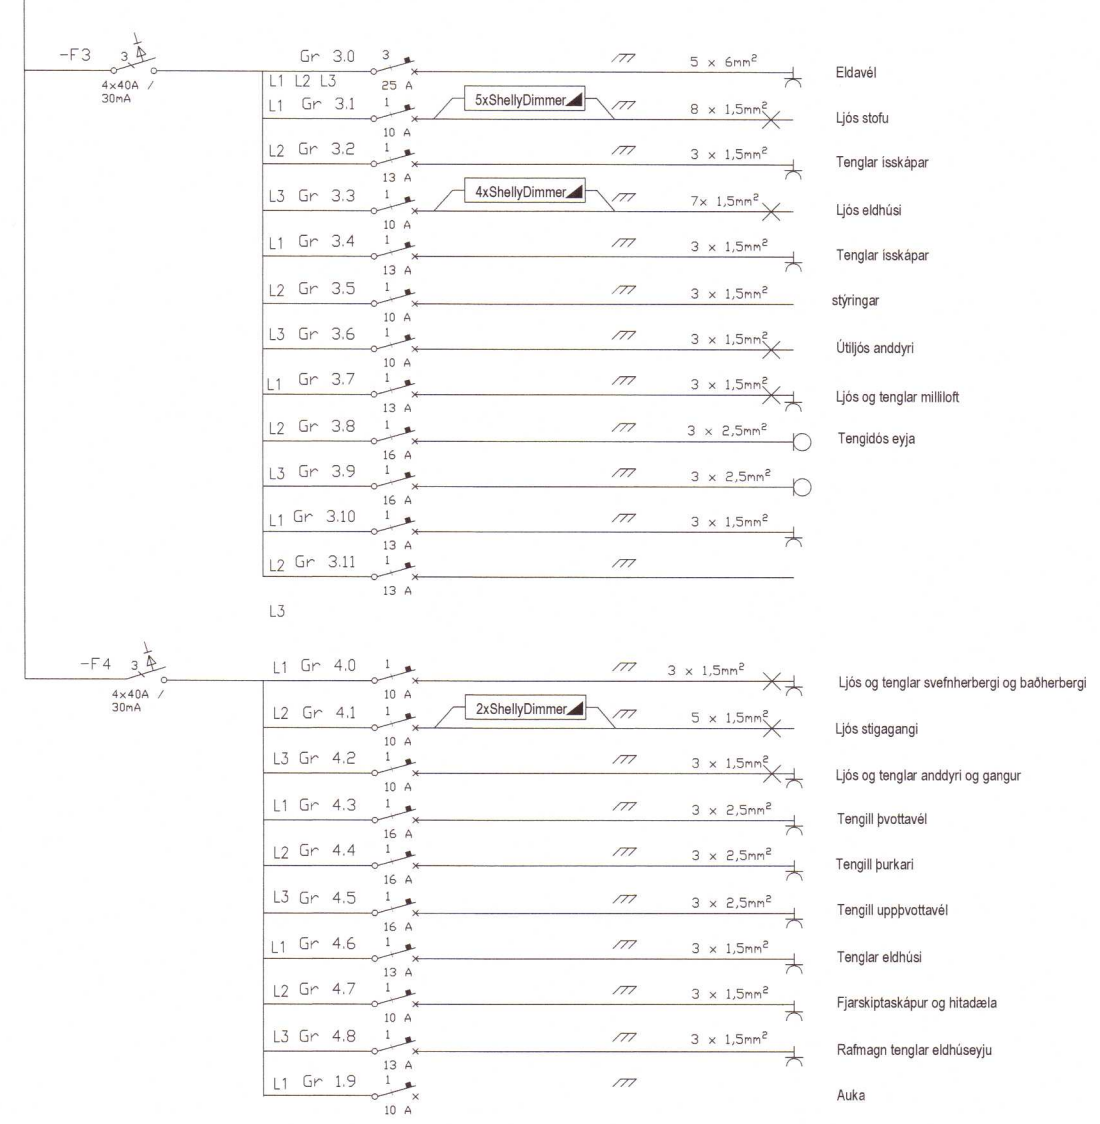 -F3 3
4×40A /
30mA
Gr 3.0 3 5 × 6mm² Eldavél
L1 L2 L3 25 A
L1 Gr 3.1 1 5xShellyDimmer 8 × 1,5mm² Ljós stofu
10 A
L2 Gr 3.2 1 3 × 1,5mm² Tenglar ísskápar
13 A
L3 Gr 3.3 1 4xShellyDimmer 7× 1,5mm² Ljós eldhúsi
10 A
L1 Gr 3.4 1 3 × 1,5mm² Tenglar ísskápar
13 A
L2 Gr 3.5 1 3 × 1,5mm² stýringar
10 A
L3 Gr 3.6 1 3 × 1,5mm² Útiljós anddyri
10 A
L1 Gr 3.7 1 3 × 1,5mm² Ljós og tenglar milliloft
13 A
L2 Gr 3.8 1 3 × 2,5mm² Tengidós eyja
16 A
L3 Gr 3.9 1 3 × 2,5mm²
16 A
L1 Gr 3.10 1 3 × 1,5mm²
13 A
L2 Gr 3.11 1
13 A
L3
-F4 3
4×40A /
30mA
L1 Gr 4.0 1 3 × 1,5mm² Ljós og tenglar svefnherbergi og baðherbergi
10 A
L2 Gr 4.1 1 2xShellyDimmer 5 × 1,5mm² Ljós stigagangi
10 A
L3 Gr 4.2 1 3 × 1,5mm² Ljós og tenglar anddyri og gangur
10 A
L1 Gr 4.3 1 3 × 2,5mm² Tengill þvottavél
16 A
L2 Gr 4.4 1 3 × 2,5mm² Tengill þurkari
16 A
L3 Gr 4.5 1 3 × 2,5mm² Tengill uppþvottavél
16 A
L1 Gr 4.6 1 3 × 1,5mm² Tenglar eldhúsi
13 A
L2 Gr 4.7 1 3 × 1,5mm² Fjarskiptaskápur og hitadæla
10 A
L3 Gr 4.8 1 3 × 1,5mm² Rafmagn tenglar eldhúseyju
13 A
L1 Gr 1.9 1 Auka
10 A